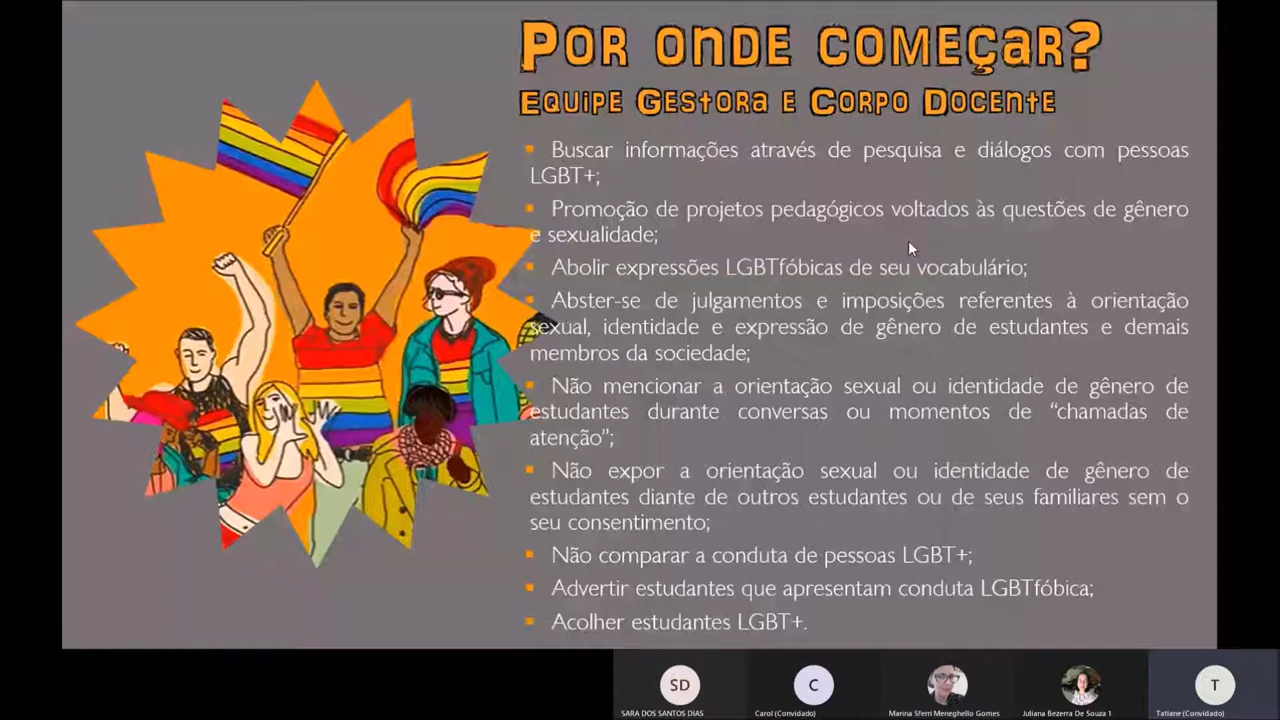 Por onde começar?
Equipe Gestora e Corpo Docente
Buscar informações através de pesquisa e diálogos com pessoas
LGBT+;
Promoção de projetos pedagógicos voltados às questões de gênero
e sexualidade;
Abolir expressões LGBTfóbicas de seu vocabulário;
Abster-se de julgamentos e imposições referentes à orientação
sexual, identidade e expressão de gênero de estudantes e demais
membros da sociedade;
Não mencionar a orientação sexual ou identidade de gênero de
estudantes durante conversas ou momentos de “chamadas de
atenção”;
Não expor a orientação sexual ou identidade de gênero de
estudantes diante de outros estudantes ou de seus familiares sem o
seu consentimento;
Não comparar a conduta de pessoas LGBT+;
Advertir estudantes que apresentam conduta LGBTfóbica;
Acolher estudantes LGBT+.
SD C T
SARA DOS SANTOS DIAS Carol (Convidado) Marina Sferri Meneghello Gomes Juliana Bezerra De Souza 1 Tatiane (Convidado)